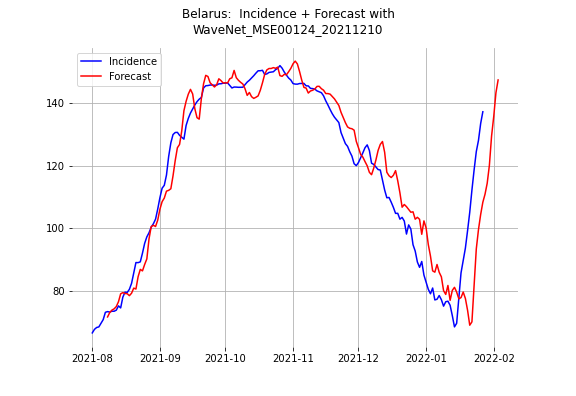 Belarus:  Incidence + Forecast with
WaveNet_MSE00124_20211210
Incidence
Forecast
140
120
100
80
2021-08
2021-09
2021-10
2021-11
2021-12
2022-01
2022-02